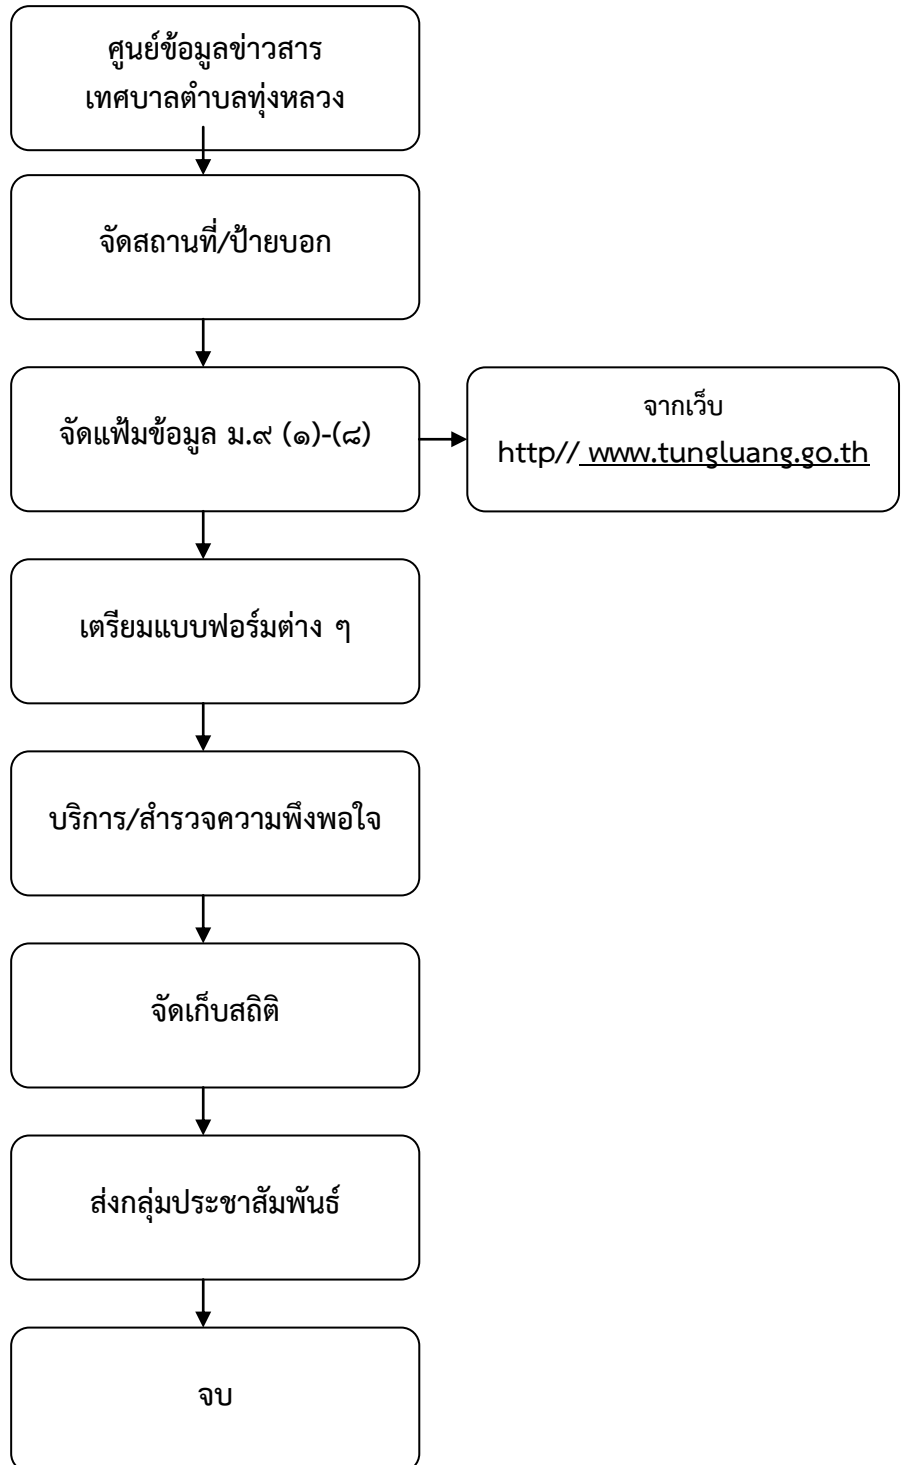 ศูนย์ข้อมูลข่าวสาร
เทศบาลตำบลทุ่งหลวง
จัดสถานที่/ป้ายบอก
จัดแฟ้มข้อมูล ม.๙ (๑)-(๘)
จากเว็บ
http// www.tungluang.go.th
เตรียมแบบฟอร์มต่าง ๆ
บริการ/สำรวจความพึงพอใจ
จัดเก็บสถิติ
ส่งกลุ่มประชาสัมพันธ์
จบ